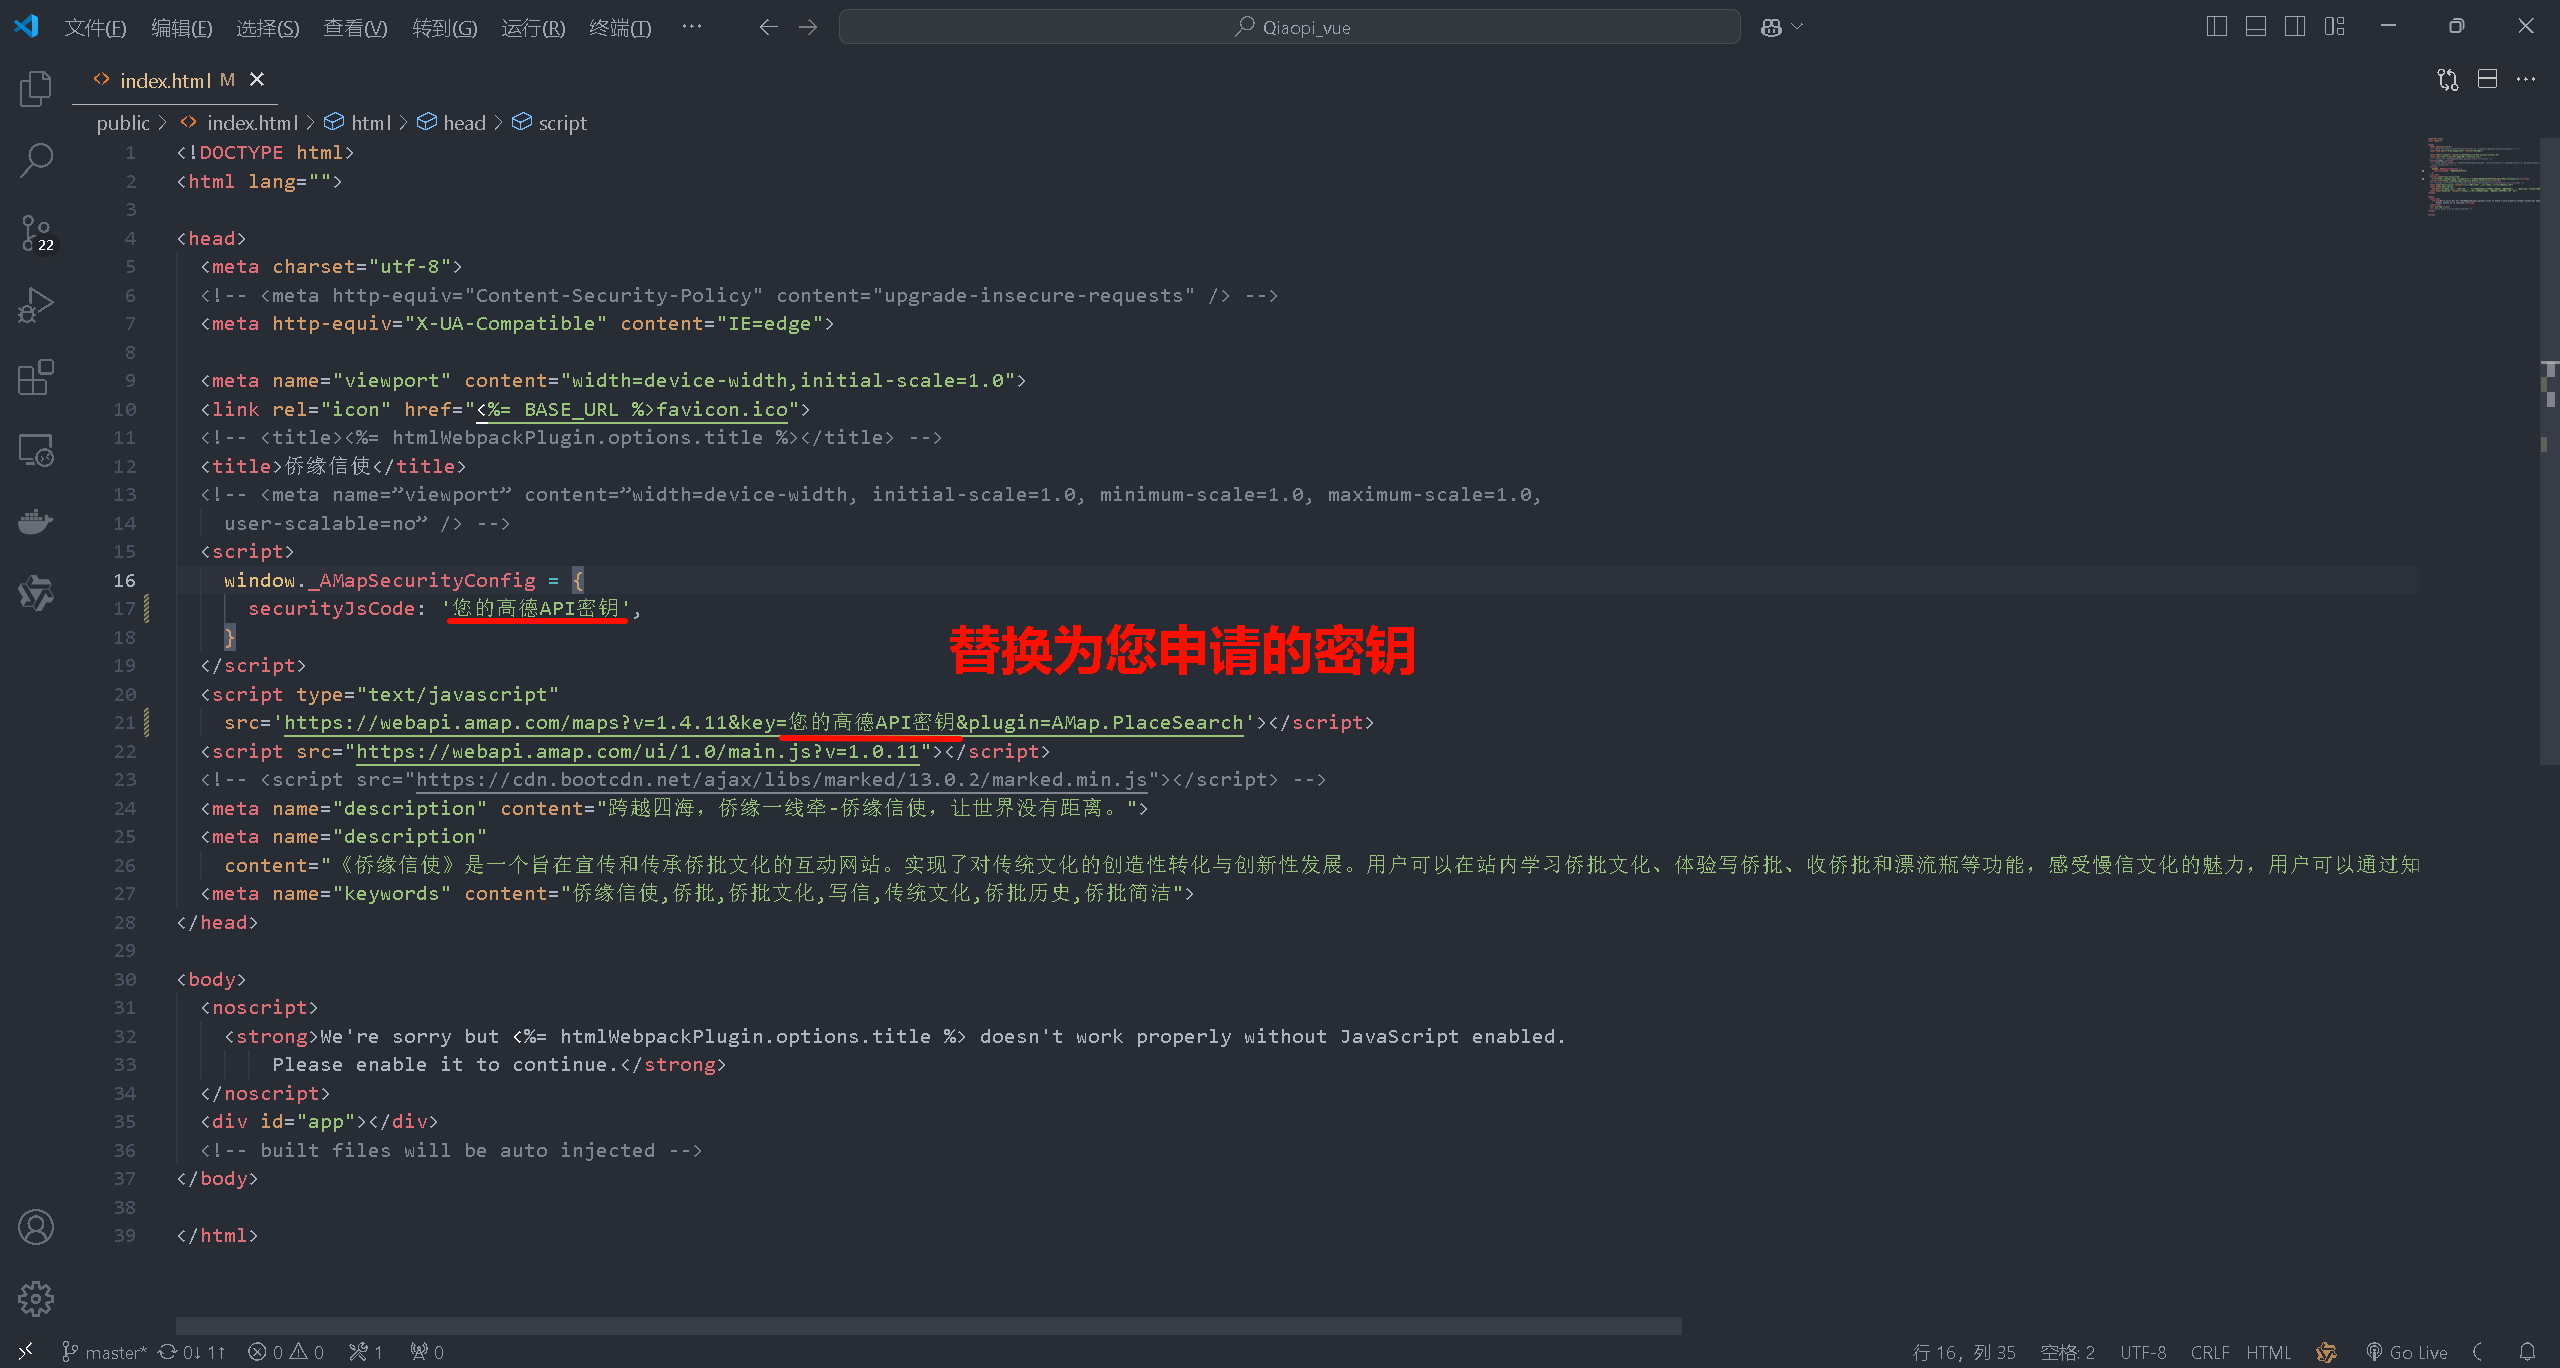 文件(F) 编辑(E) 选择(S) 查看(V) 转到(G) 运行(R) 终端(T) ··· Qiaopi_vue
index.html M
public > index.html > html > head > script
22
1 <!DOCTYPE html>
2 <html lang="">
3
4 <head>
5 <meta charset="utf-8">
6 <!-- <meta http-equiv="Content-Security-Policy" content="upgrade-insecure-requests" /> -->
7 <meta http-equiv="X-UA-Compatible" content="IE=edge">
8
9 <meta name="viewport" content="width=device-width,initial-scale=1.0">
10 <link rel="icon" href="<%= BASE_URL %>favicon.ico">
11 <!-- <title><%= htmlWebpackPlugin.options.title %></title> -->
12 <title>侨缘信使</title>
13 <!-- <meta name=”viewport” content=”width=device-width, initial-scale=1.0, minimum-scale=1.0, maximum-scale=1.0,
14 user-scalable=no” /> -->
15 <script>
16 window._AMapSecurityConfig = {
17 securityJsCode: '您的高德API密钥',
18 }
替换为您申请的密钥
19 </script>
20 <script type="text/javascript"
21 src='https://webapi.amap.com/maps?v=1.4.11&key=您的高德API密钥&plugin=AMap.PlaceSearch'></script>
22 <script src="https://webapi.amap.com/ui/1.0/main.js?v=1.0.11"></script>
23 <!-- <script src="https://cdn.bootcdn.net/ajax/libs/marked/13.0.2/marked.min.js"></script> -->
24 <meta name="description" content="跨越四海，侨缘一线牵-侨缘信使，让世界没有距离。">
25 <meta name="description"
26 content="《侨缘信使》是一个旨在宣传和传承侨批文化的互动网站。实现了对传统文化的创造性转化与创新性发展。用户可以在站内学习侨批文化、体验写侨批、收侨批和漂流瓶等功能，感受慢信文化的魅力，用户可以通过知
27 <meta name="keywords" content="侨缘信使,侨批,侨批文化,写信,传统文化,侨批历史,侨批简洁">
28 </head>
29
30 <body>
31 <noscript>
32 <strong>We're sorry but <%= htmlWebpackPlugin.options.title %> doesn't work properly without JavaScript enabled.
33 Please enable it to continue.</strong>
34 </noscript>
35 <div id="app"></div>
36 <!-- built files will be auto injected -->
37 </body>
38
39 </html>
master* 0↓ 1↑ 0 0 1 0 行 16，列 35 空格: 2 UTF-8 CRLF HTML Go Live